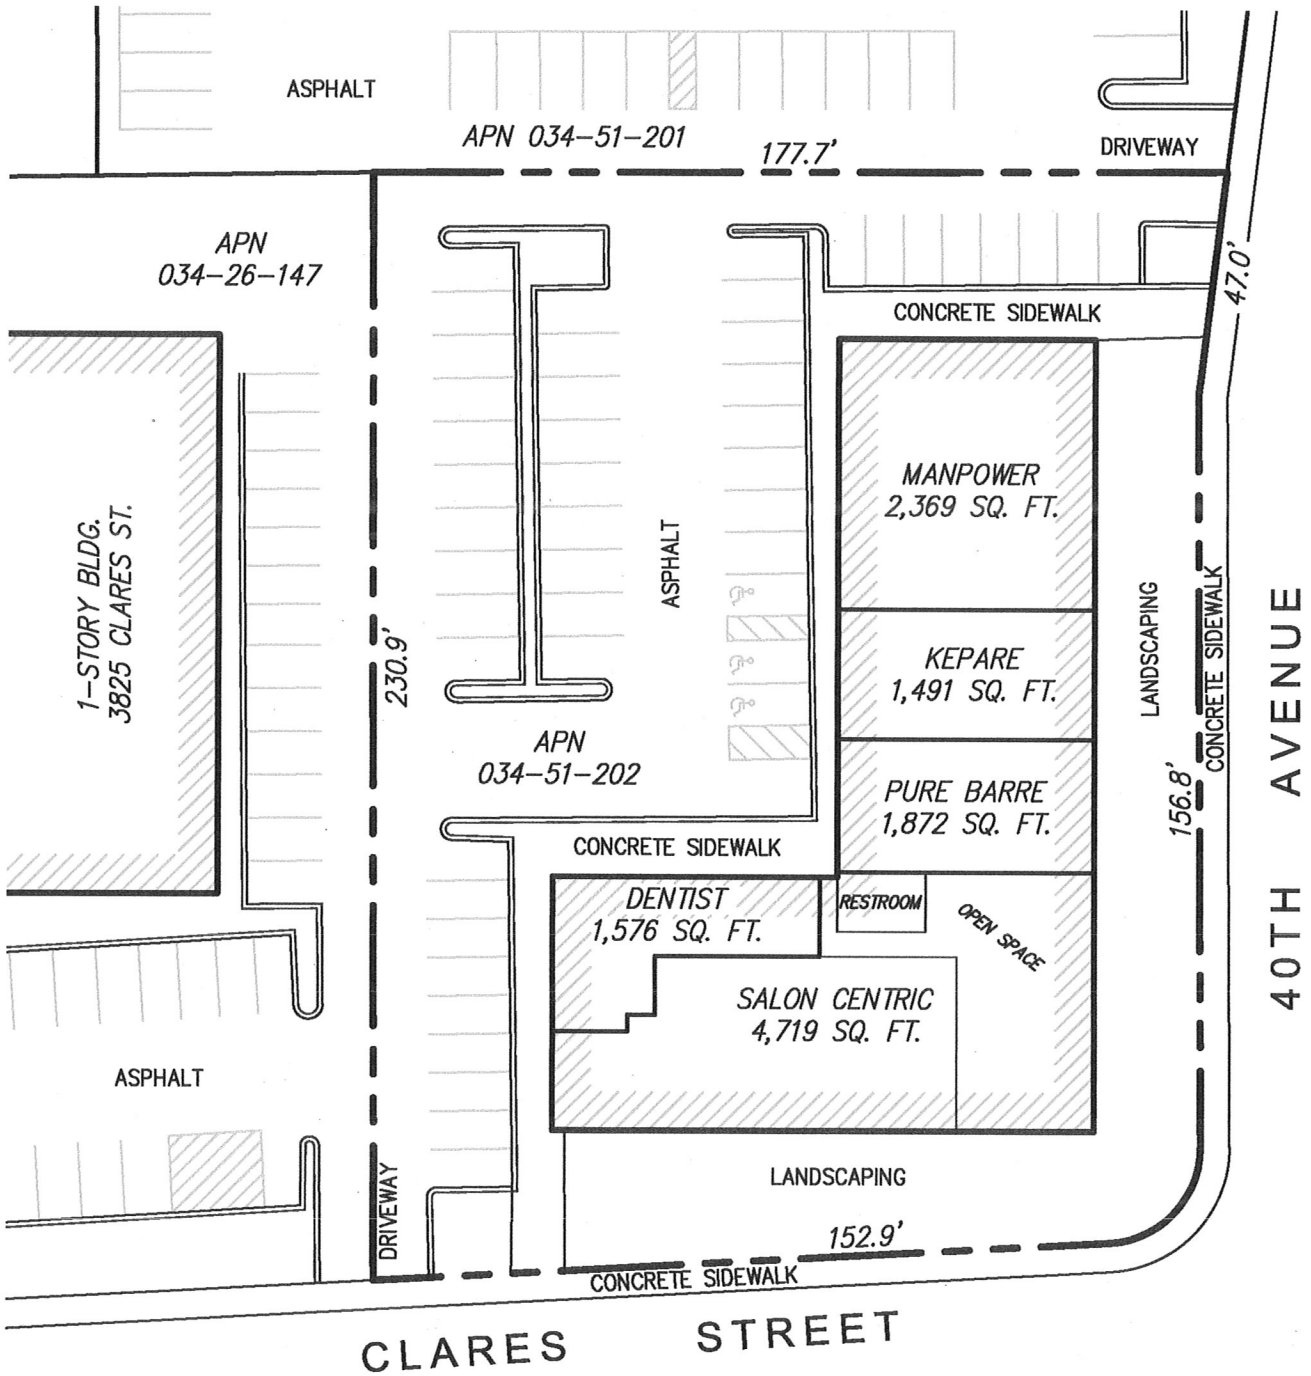 ASPHALT
APN 034-51-201
177.7'
DRIVEWAY
APN
034-26-147
47.0'
CONCRETE SIDEWALK
MANPOWER
2,369 SQ. FT.
1-STORY BLDG.
3825 CLARES ST.
ASPHALT
230.9'
KEPARE
1,491 SQ. FT.
LANDSCAPING
CONCRETE SIDEWALK
40TH AVENUE
APN
034-51-202
PURE BARRE
1,872 SQ. FT.
156.8'
CONCRETE SIDEWALK
DENTIST
1,576 SQ. FT.
RESTROOM
OPEN SPACE
SALON CENTRIC
4,719 SQ. FT.
ASPHALT
DRIVEWAY
LANDSCAPING
152.9'
CONCRETE SIDEWALK
CLARES STREET